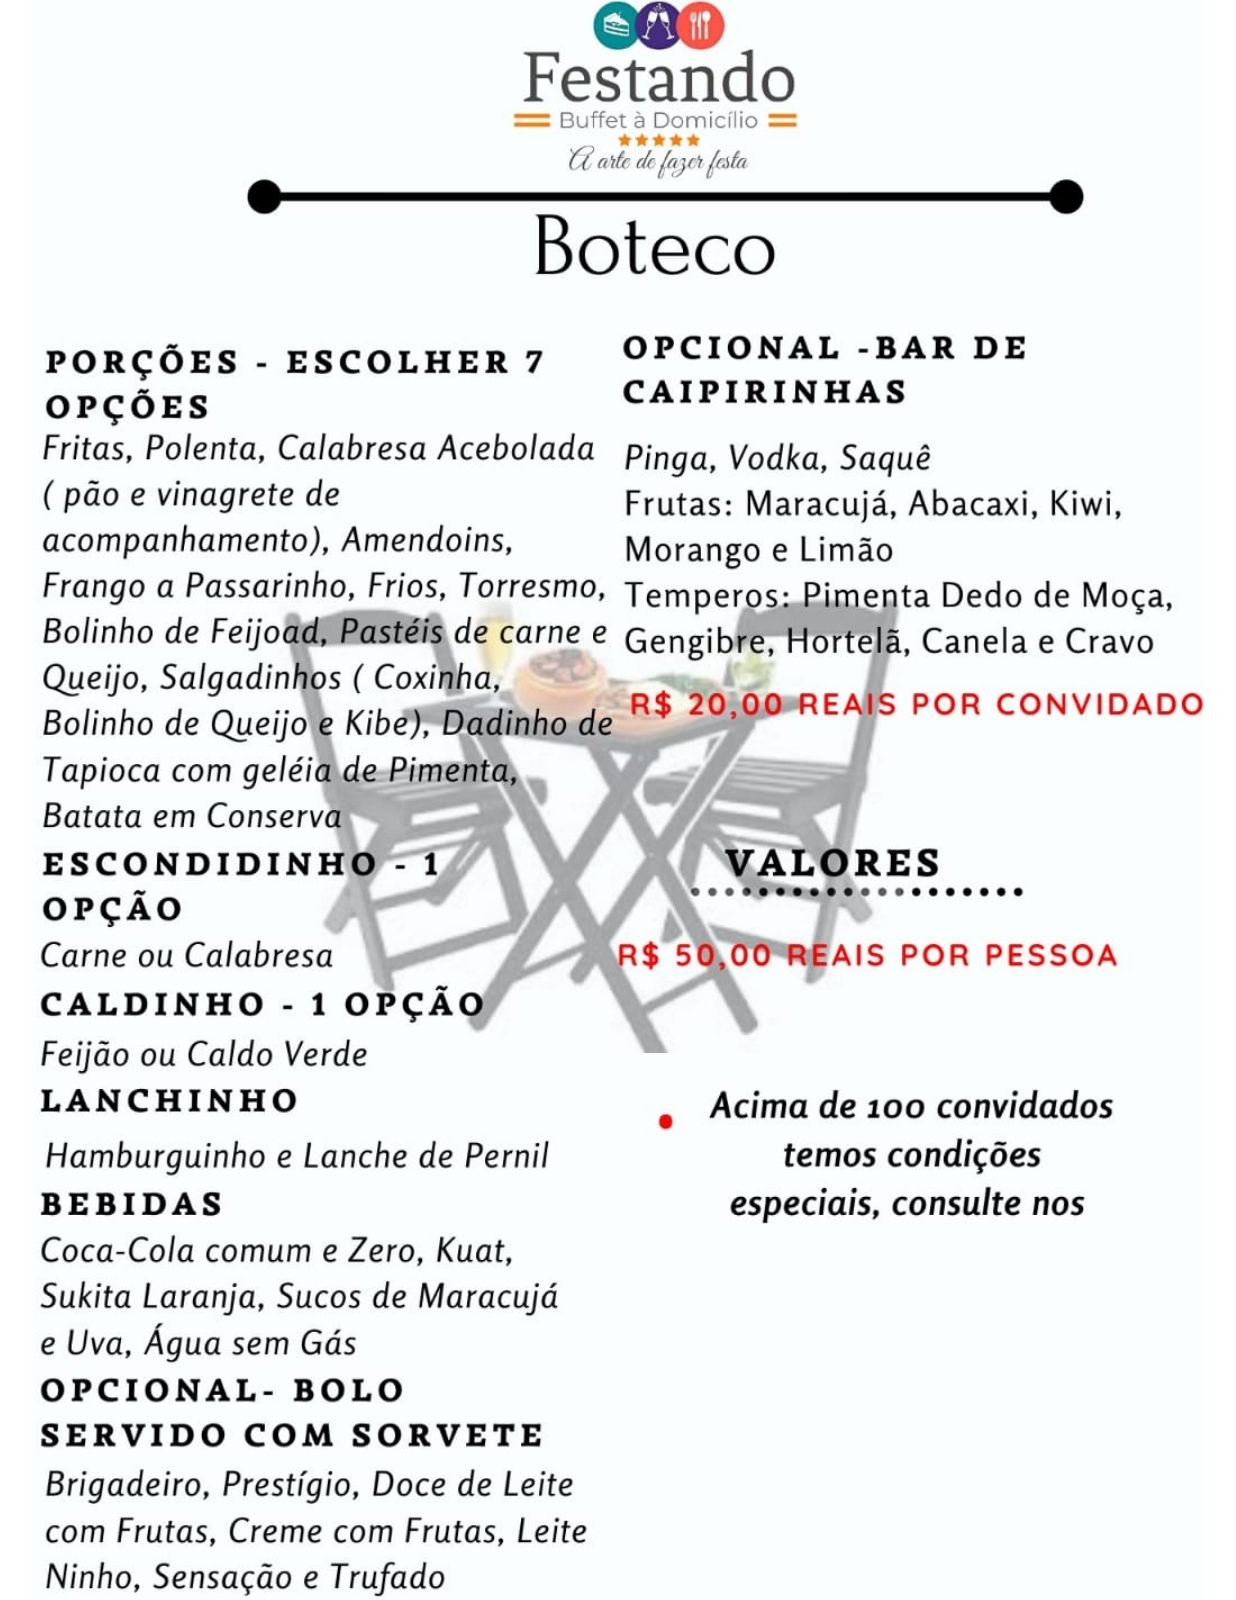 Festando
Buffet à Domicílio
A arte de fazer festa
Boteco
PORÇÕES - ESCOLHER 7
OPÇÕES
Fritas, Polenta, Calabresa Acebolada
( pão e vinagrete de
acompanhamento), Amendoins,
Frango a Passarinho, Frios, Torresmo,
Bolinho de Feijoad, Pastéis de carne e
Queijo, Salgadinhos ( Coxinha,
Bolinho de Queijo e Kibe), Dadinho de
Tapioca com geléia de Pimenta,
Batata em Conserva
ESCONDIDINHO - 1
OPÇÃO
Carne ou Calabresa
CALDINHO - 1 OPÇÃO
Feijão ou Caldo Verde
LANCHINHO
Hamburguinho e Lanche de Pernil
BEBIDAS
Coca-Cola comum e Zero, Kuat,
Sukita Laranja, Sucos de Maracujá
e Uva, Água sem Gás
OPCIONAL- BOLO
SERVIDO COM SORVETE
Brigadeiro, Prestígio, Doce de Leite
com Frutas, Creme com Frutas, Leite
Ninho, Sensação e Trufado
OPCIONAL -BAR DE
CAIPIRINHAS
Pinga, Vodka, Saquê
Frutas: Maracujá, Abacaxi, Kiwi,
Morango e Limão
Temperos: Pimenta Dedo de Moça,
Gengibre, Hortelã, Canela e Cravo
R$ 20,00 REAIS POR CONVIDADO
VALORES
R$ 50,00 REAIS POR PESSOA
Acima de 100 convidados
temos condições
especiais, consulte nos